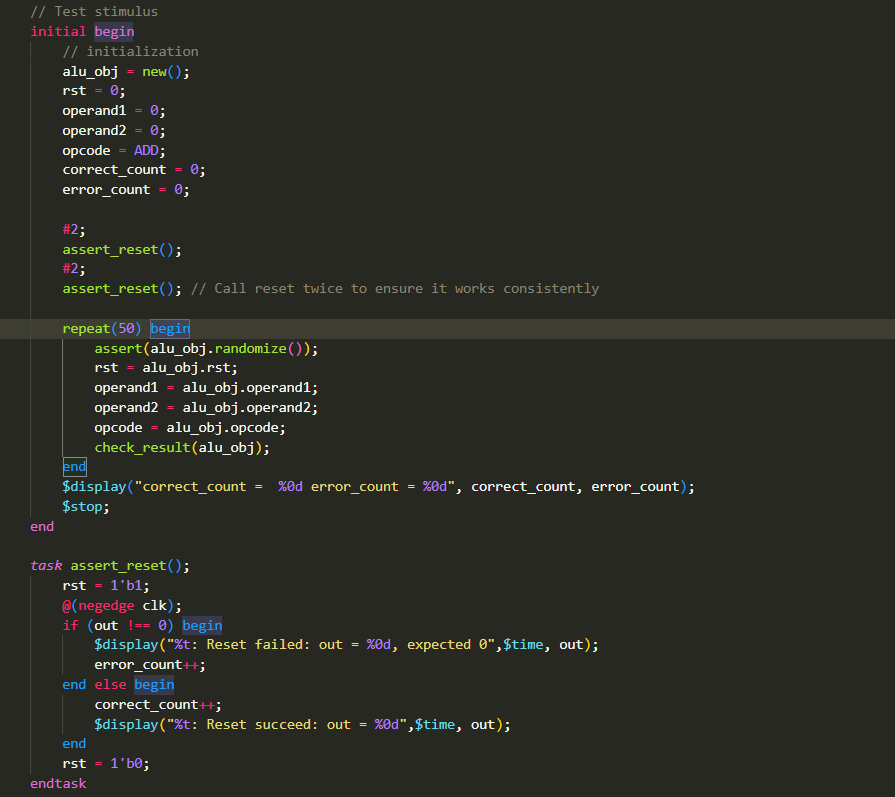 // Test stimulus
initial begin
    // initialization
    alu_obj = new();
    rst = 0;
    operand1 = 0;
    operand2 = 0;
    opcode = ADD;
    correct_count = 0;
    error_count = 0;

    #2;
    assert_reset();
    #2;
    assert_reset(); // Call reset twice to ensure it works consistently

    repeat(50) begin
        assert(alu_obj.randomize());
        rst = alu_obj.rst;
        operand1 = alu_obj.operand1;
        operand2 = alu_obj.operand2;
        opcode = alu_obj.opcode;
        check_result(alu_obj);
    end
    $display("correct_count =  %0d error_count = %0d", correct_count, error_count);
    $stop;
end

task assert_reset();
    rst = 1'b1;
    @(negedge clk);
    if (out !== 0) begin
        $display("%t: Reset failed: out = %0d, expected 0",$time, out);
        error_count++;
    end else begin
        correct_count++;
        $display("%t: Reset succeed: out = %0d",$time, out);
    end
    rst = 1'b0;
endtask